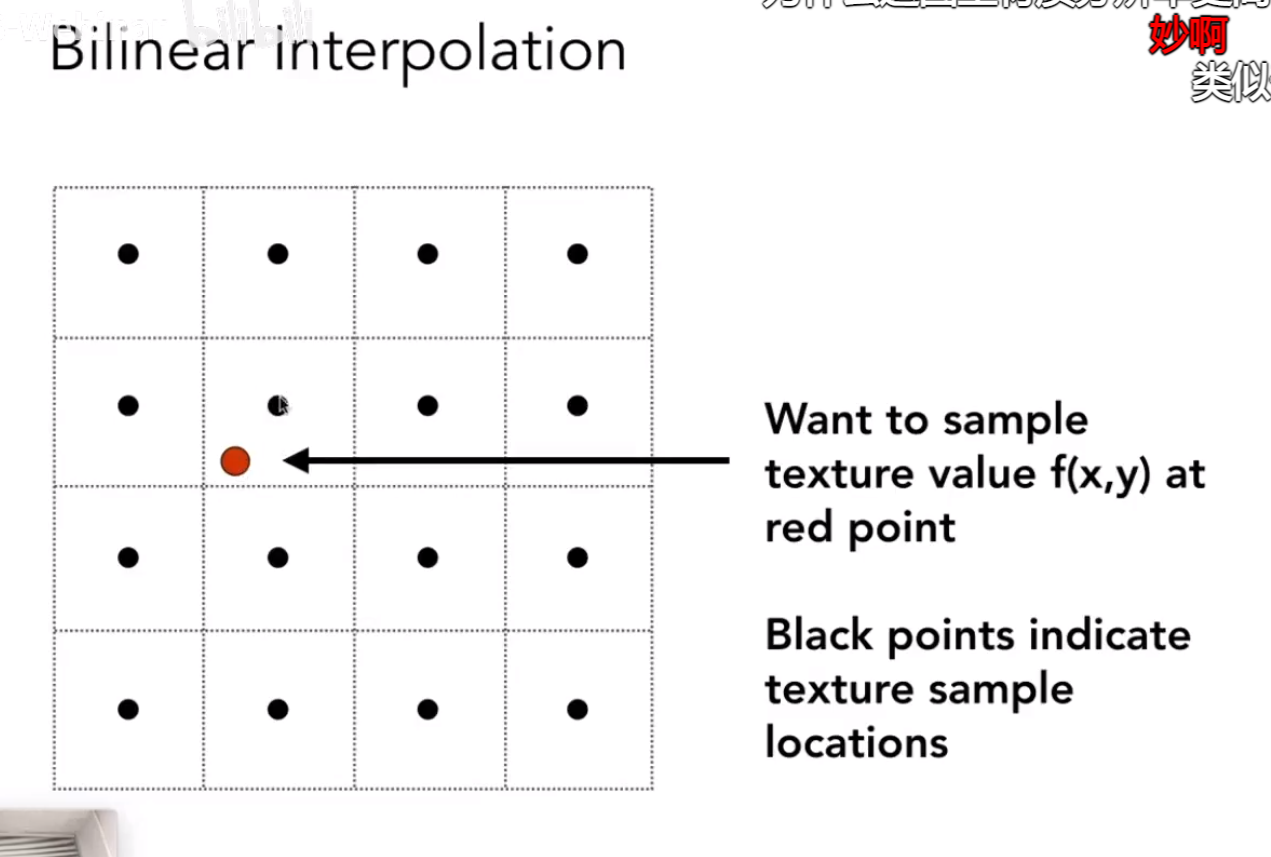 Bilinear Interpolation
妙啊
类似
Want to sample
texture value f(x,y) at
red point
Black points indicate
texture sample
locations